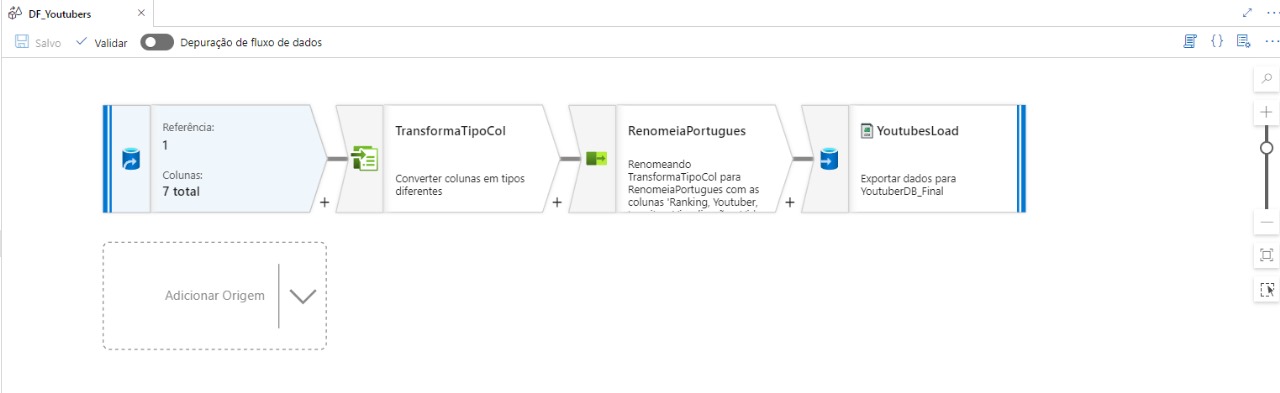 DF_Youtubers
Salvo
Validar
Depuração de fluxo de dados
Referência:
1
Colunas:
7 total
TransformaTipoCol
Converter colunas em tipos
diferentes
RenomeiaPortugues
Renomeando
TransformaTipoCol para
RenomeiaPortugues com as
colunas 'Ranking, Youtuber,
YoutubesLoad
Exportar dados para
YoutuberDB_Final
Adicionar Origem